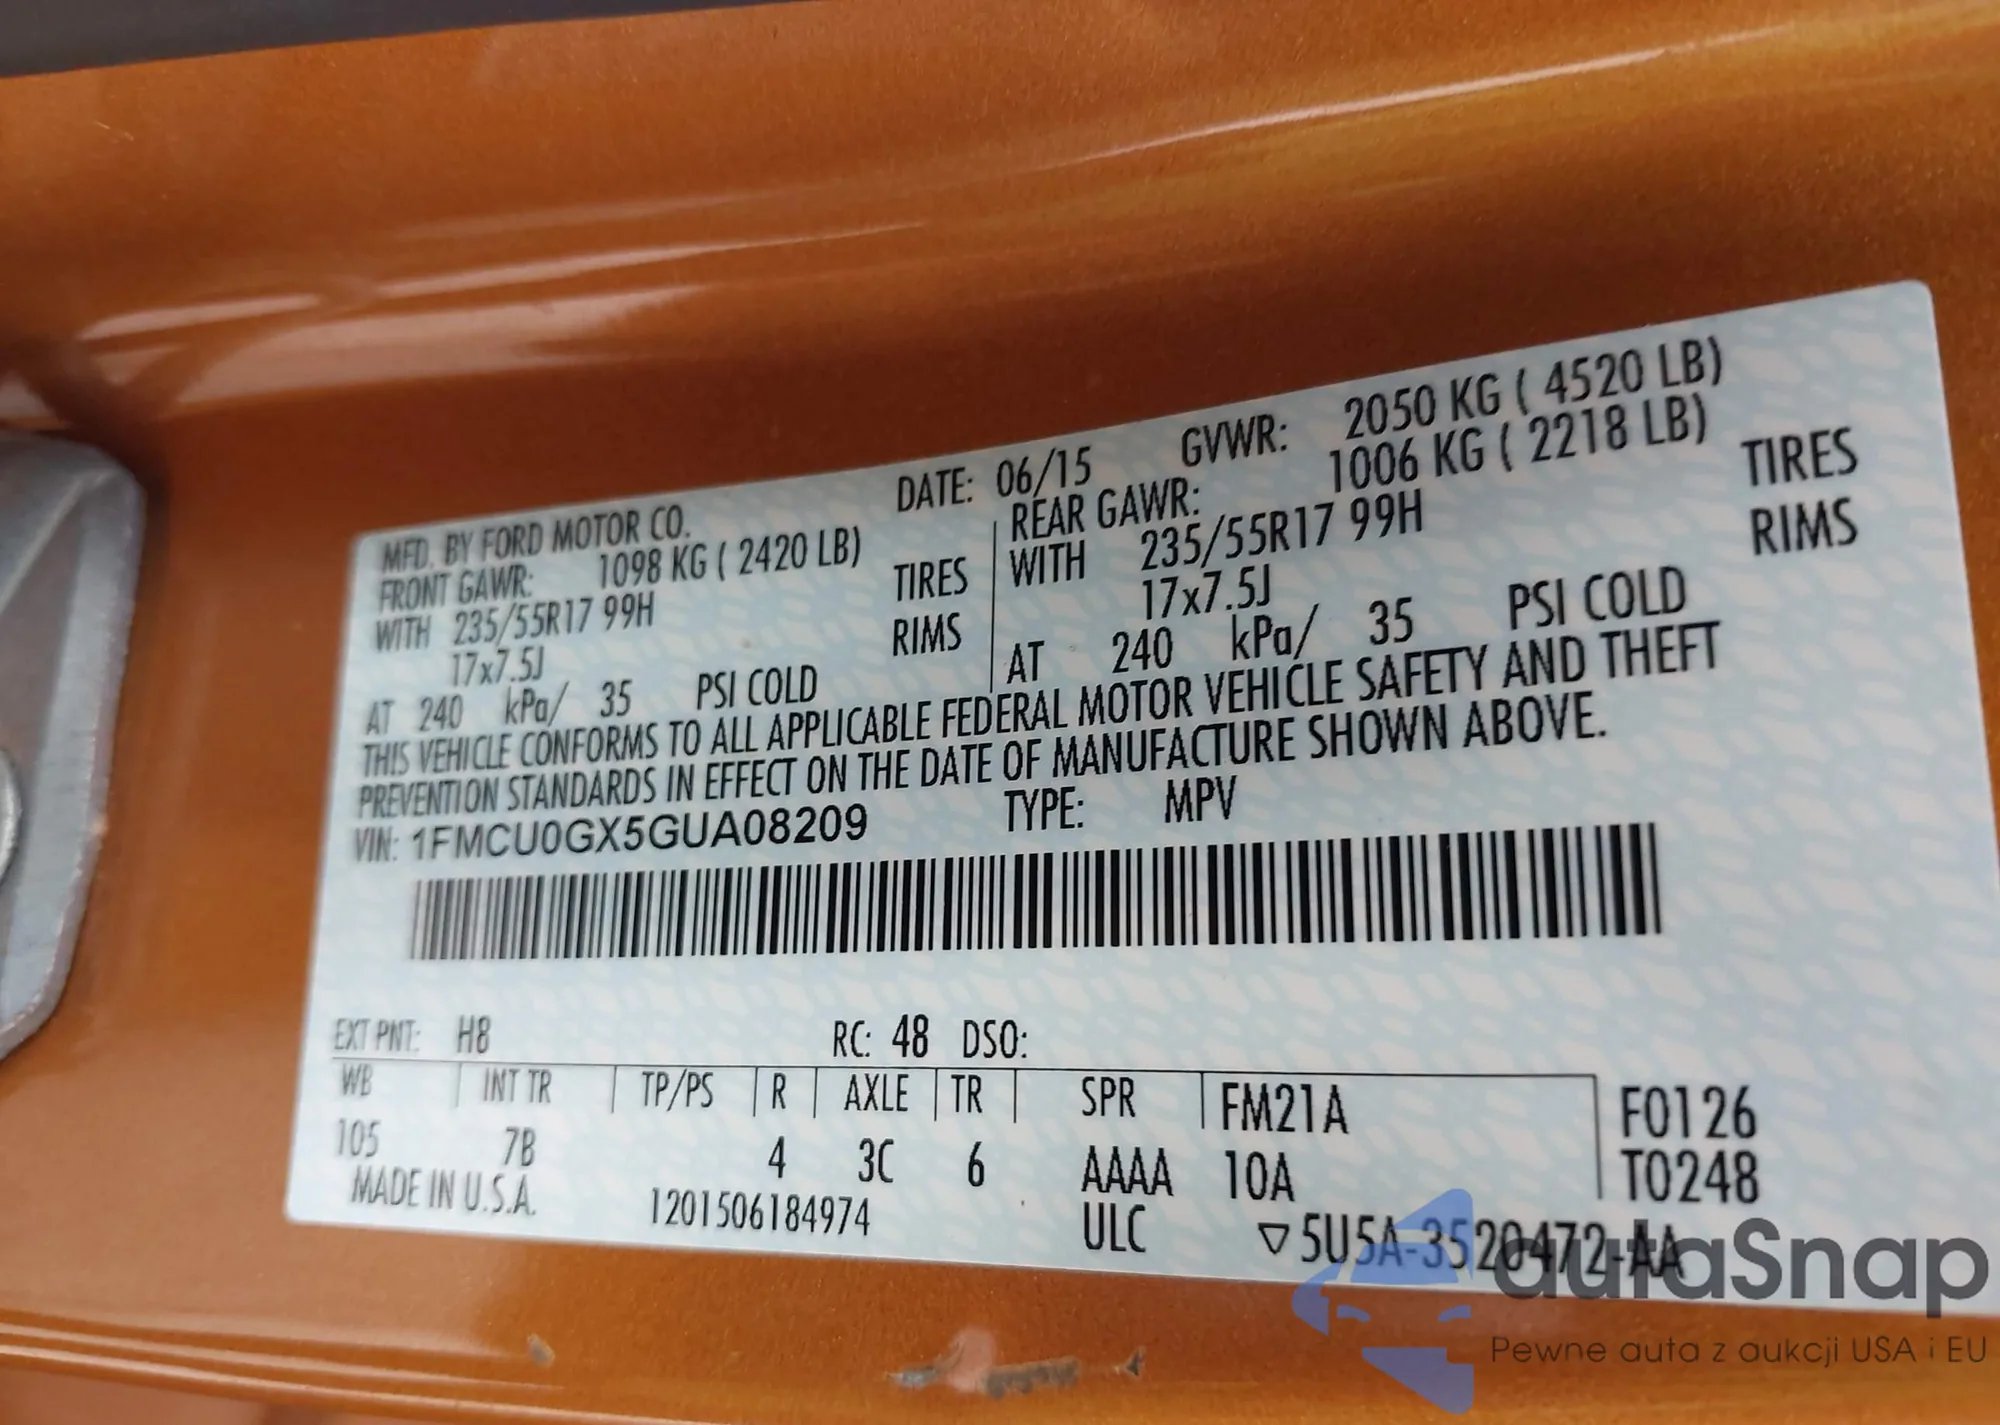 MFD. BY FORD MOTOR CO. DATE: 06/15 GVWR: 2050 KG ( 4520 LB)
FRONT GAWR: 1098 KG ( 2420 LB) REAR GAWR: 1006 KG ( 2218 LB)
WITH 235/55R17 99H TIRES WITH 235/55R17 99H TIRES
17x7.5J RIMS 17x7.5J RIMS
AT 240 kPa/ 35 PSI COLD AT 240 kPa/ 35 PSI COLD
THIS VEHICLE CONFORMS TO ALL APPLICABLE FEDERAL MOTOR VEHICLE SAFETY AND THEFT
PREVENTION STANDARDS IN EFFECT ON THE DATE OF MANUFACTURE SHOWN ABOVE.
VIN: 1FMCU0GX5GUA08209 TYPE: MPV
EXT PNT: H8 RC: 48 DSO:
WB INT TR TP/PS R AXLE TR SPR FM21A F0126
105 7B 4 3C 6 AAAA 10A T0248
MADE IN U.S.A. 1201506184974 ULC ▽5U5A-3520472-AA
autaSnap
Pewne auta z aukcji USA i EU